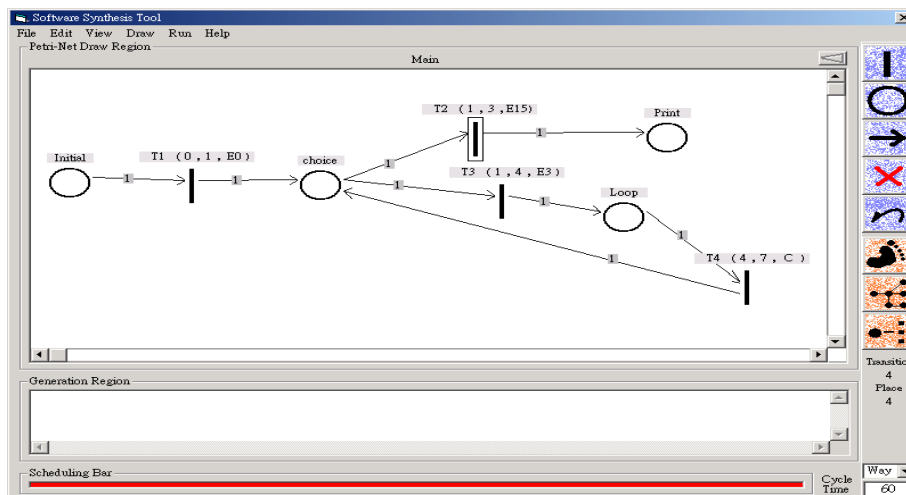 Software Synthesis Tool
File Edit View Draw Run Help
Petri-Net Draw Region
Main
T2 (1,3,E15)
Print
1
T1 (0,1,E0)
choice
Initial
1
1
1
T3 (1,4,E3)
1
Loop
1
1
T4 (4,7,C)
1
Generation Region
Scheduling Bar
Transitio
4
Place
4
Way
Cycle
Time
60